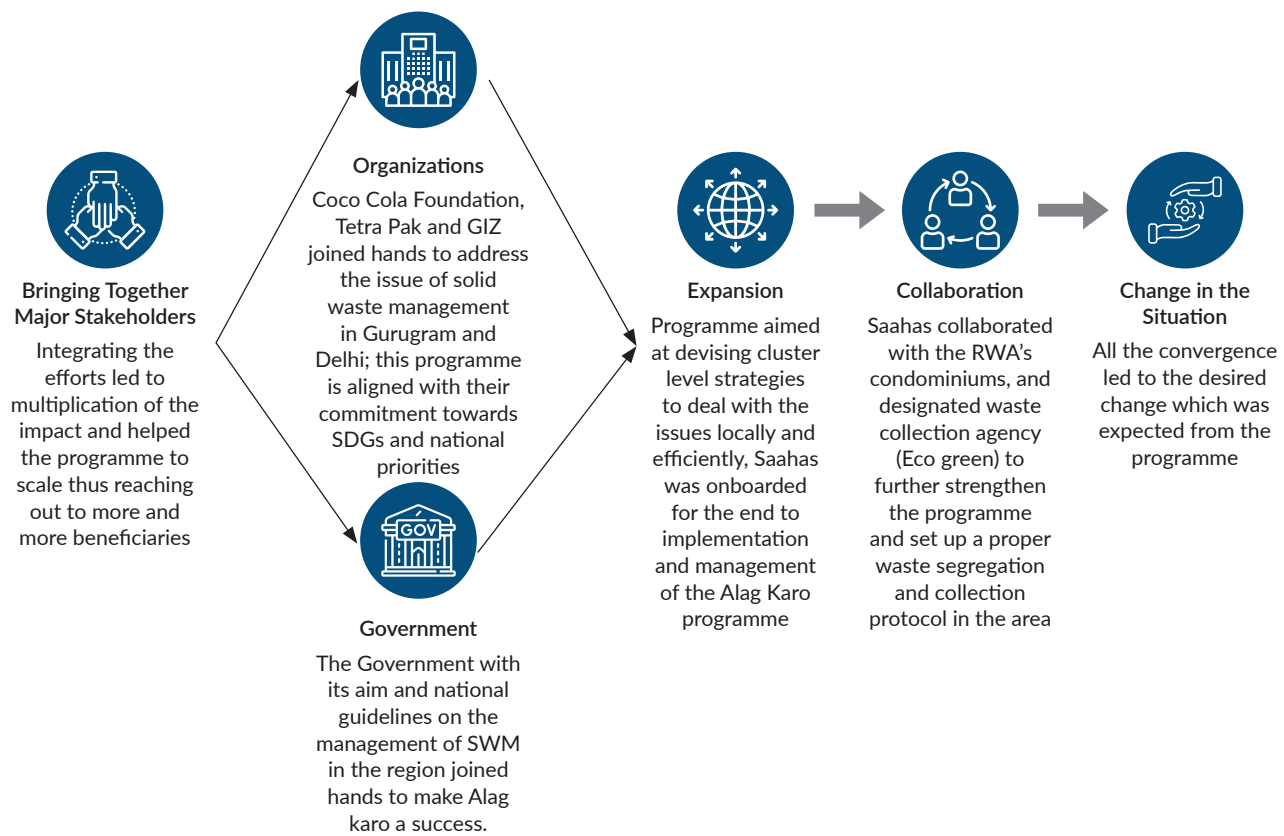 Bringing Together
Major Stakeholders
Integrating the
efforts led to
multiplication of the
impact and helped
the programme to
scale thus reaching
out to more and
more beneficiaries
Organizations
Coco Cola Foundation,
Tetra Pak and GIZ
joined hands to address
the issue of solid
waste management
in Gurugram and
Delhi; this programme
is aligned with their
commitment towards
SDGs and national
priorities
GOV
Government
The Government with
its aim and national
guidelines on the
management of SWM
in the region joined
hands to make Alag
karo a success.
Expansion
Programme aimed
at devising cluster
level strategies
to deal with the
issues locally and
efficiently, Saahas
was onboarded
for the end to
implementation
and management
of the Alag Karo
programme
Collaboration
Saahas collaborated
with the RWA's
condominiums, and
designated waste
collection agency
(Eco green) to
further strengthen
the programme
and set up a proper
waste segregation
and collection
protocol in the area
Change in the
Situation
All the convergence
led to the desired
change which was
expected from the
programme